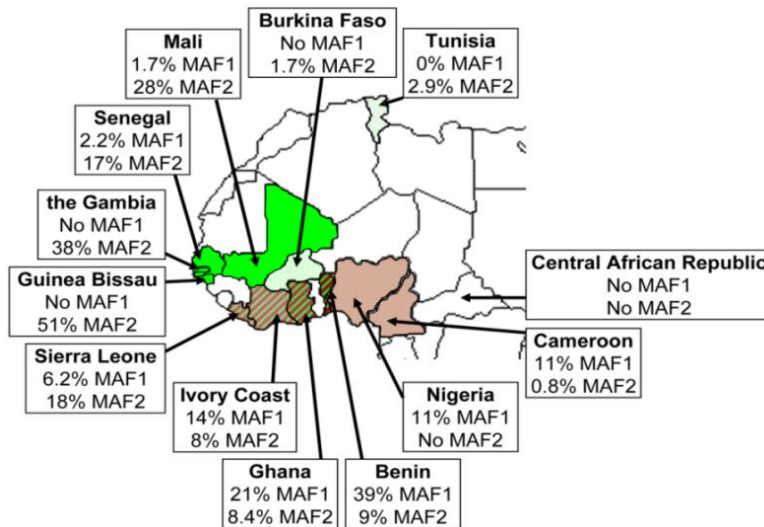 Burkina Faso
No MAF1
1.7% MAF2
Mali
1.7% MAF1
28% MAF2
Tunisia
0% MAF1
2.9% MAF2
Senegal
2.2% MAF1
17% MAF2
the Gambia
No MAF1
38% MAF2
Guinea Bissau
No MAF1
51% MAF2
Central African Republic
No MAF1
No MAF2
Sierra Leone
6.2% MAF1
18% MAF2
Cameroon
11% MAF1
0.8% MAF2
Ivory Coast
14% MAF1
8% MAF2
Nigeria
11% MAF1
No MAF2
Ghana
21% MAF1
8.4% MAF2
Benin
39% MAF1
9% MAF2